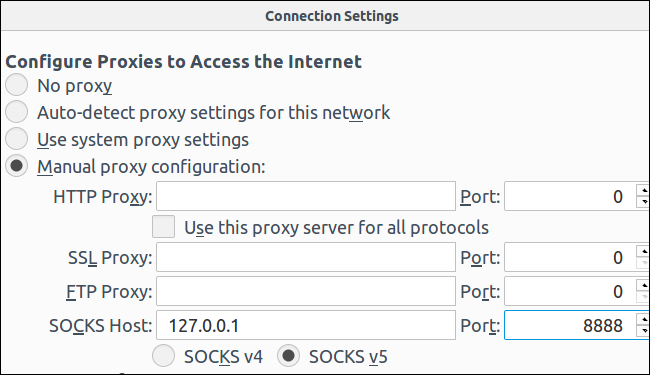 Connection Settings
Configure Proxies to Access the Internet
No proxy
Auto-detect proxy settings for this network
Use system proxy settings
Manual proxy configuration:
HTTP Proxy: Port: 0
Use this proxy server for all protocols
SSL Proxy: Port: 0
FTP Proxy: Port: 0
SOCKS Host: 127.0.0.1 Port: 8888
SOCKS v4 SOCKS v5